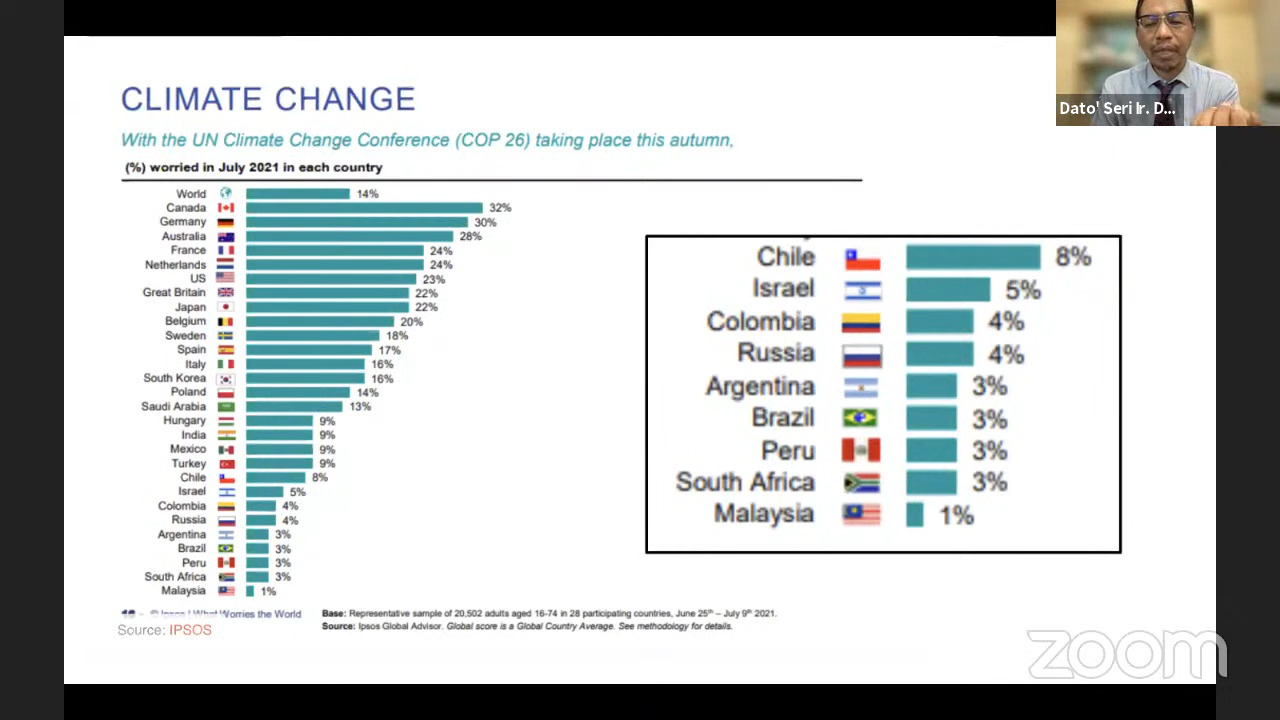 Dato' Seri Ir. D...
CLIMATE CHANGE
With the UN Climate Change Conference (COP 26) taking place this autumn,
(%) worried in July 2021 in each country
World 14%
Canada 32%
Germany 30%
Australia 28%
France 24%
Netherlands 24%
US 23%
Great Britain 22%
Japan 22%
Belgium 20%
Sweden 18%
Spain 17%
Italy 16%
South Korea 16%
Poland 14%
Saudi Arabia 13%
Hungary 9%
India 9%
Mexico 9%
Turkey 9%
Chile 8%
Israel 5%
Colombia 4%
Russia 4%
Argentina 3%
Brazil 3%
Peru 3%
South Africa 3%
Malaysia 1%
Chile 8%
Israel 5%
Colombia 4%
Russia 4%
Argentina 3%
Brazil 3%
Peru 3%
South Africa 3%
Malaysia 1%
© Ipsos | What Worries the World
Base: Representative sample of 20,502 adults aged 16-74 in 28 participating countries, June 25th – July 9th 2021.
Source: Ipsos Global Advisor. Global score is a Global Country Average. See methodology for details.
Source: IPSOS
zoom